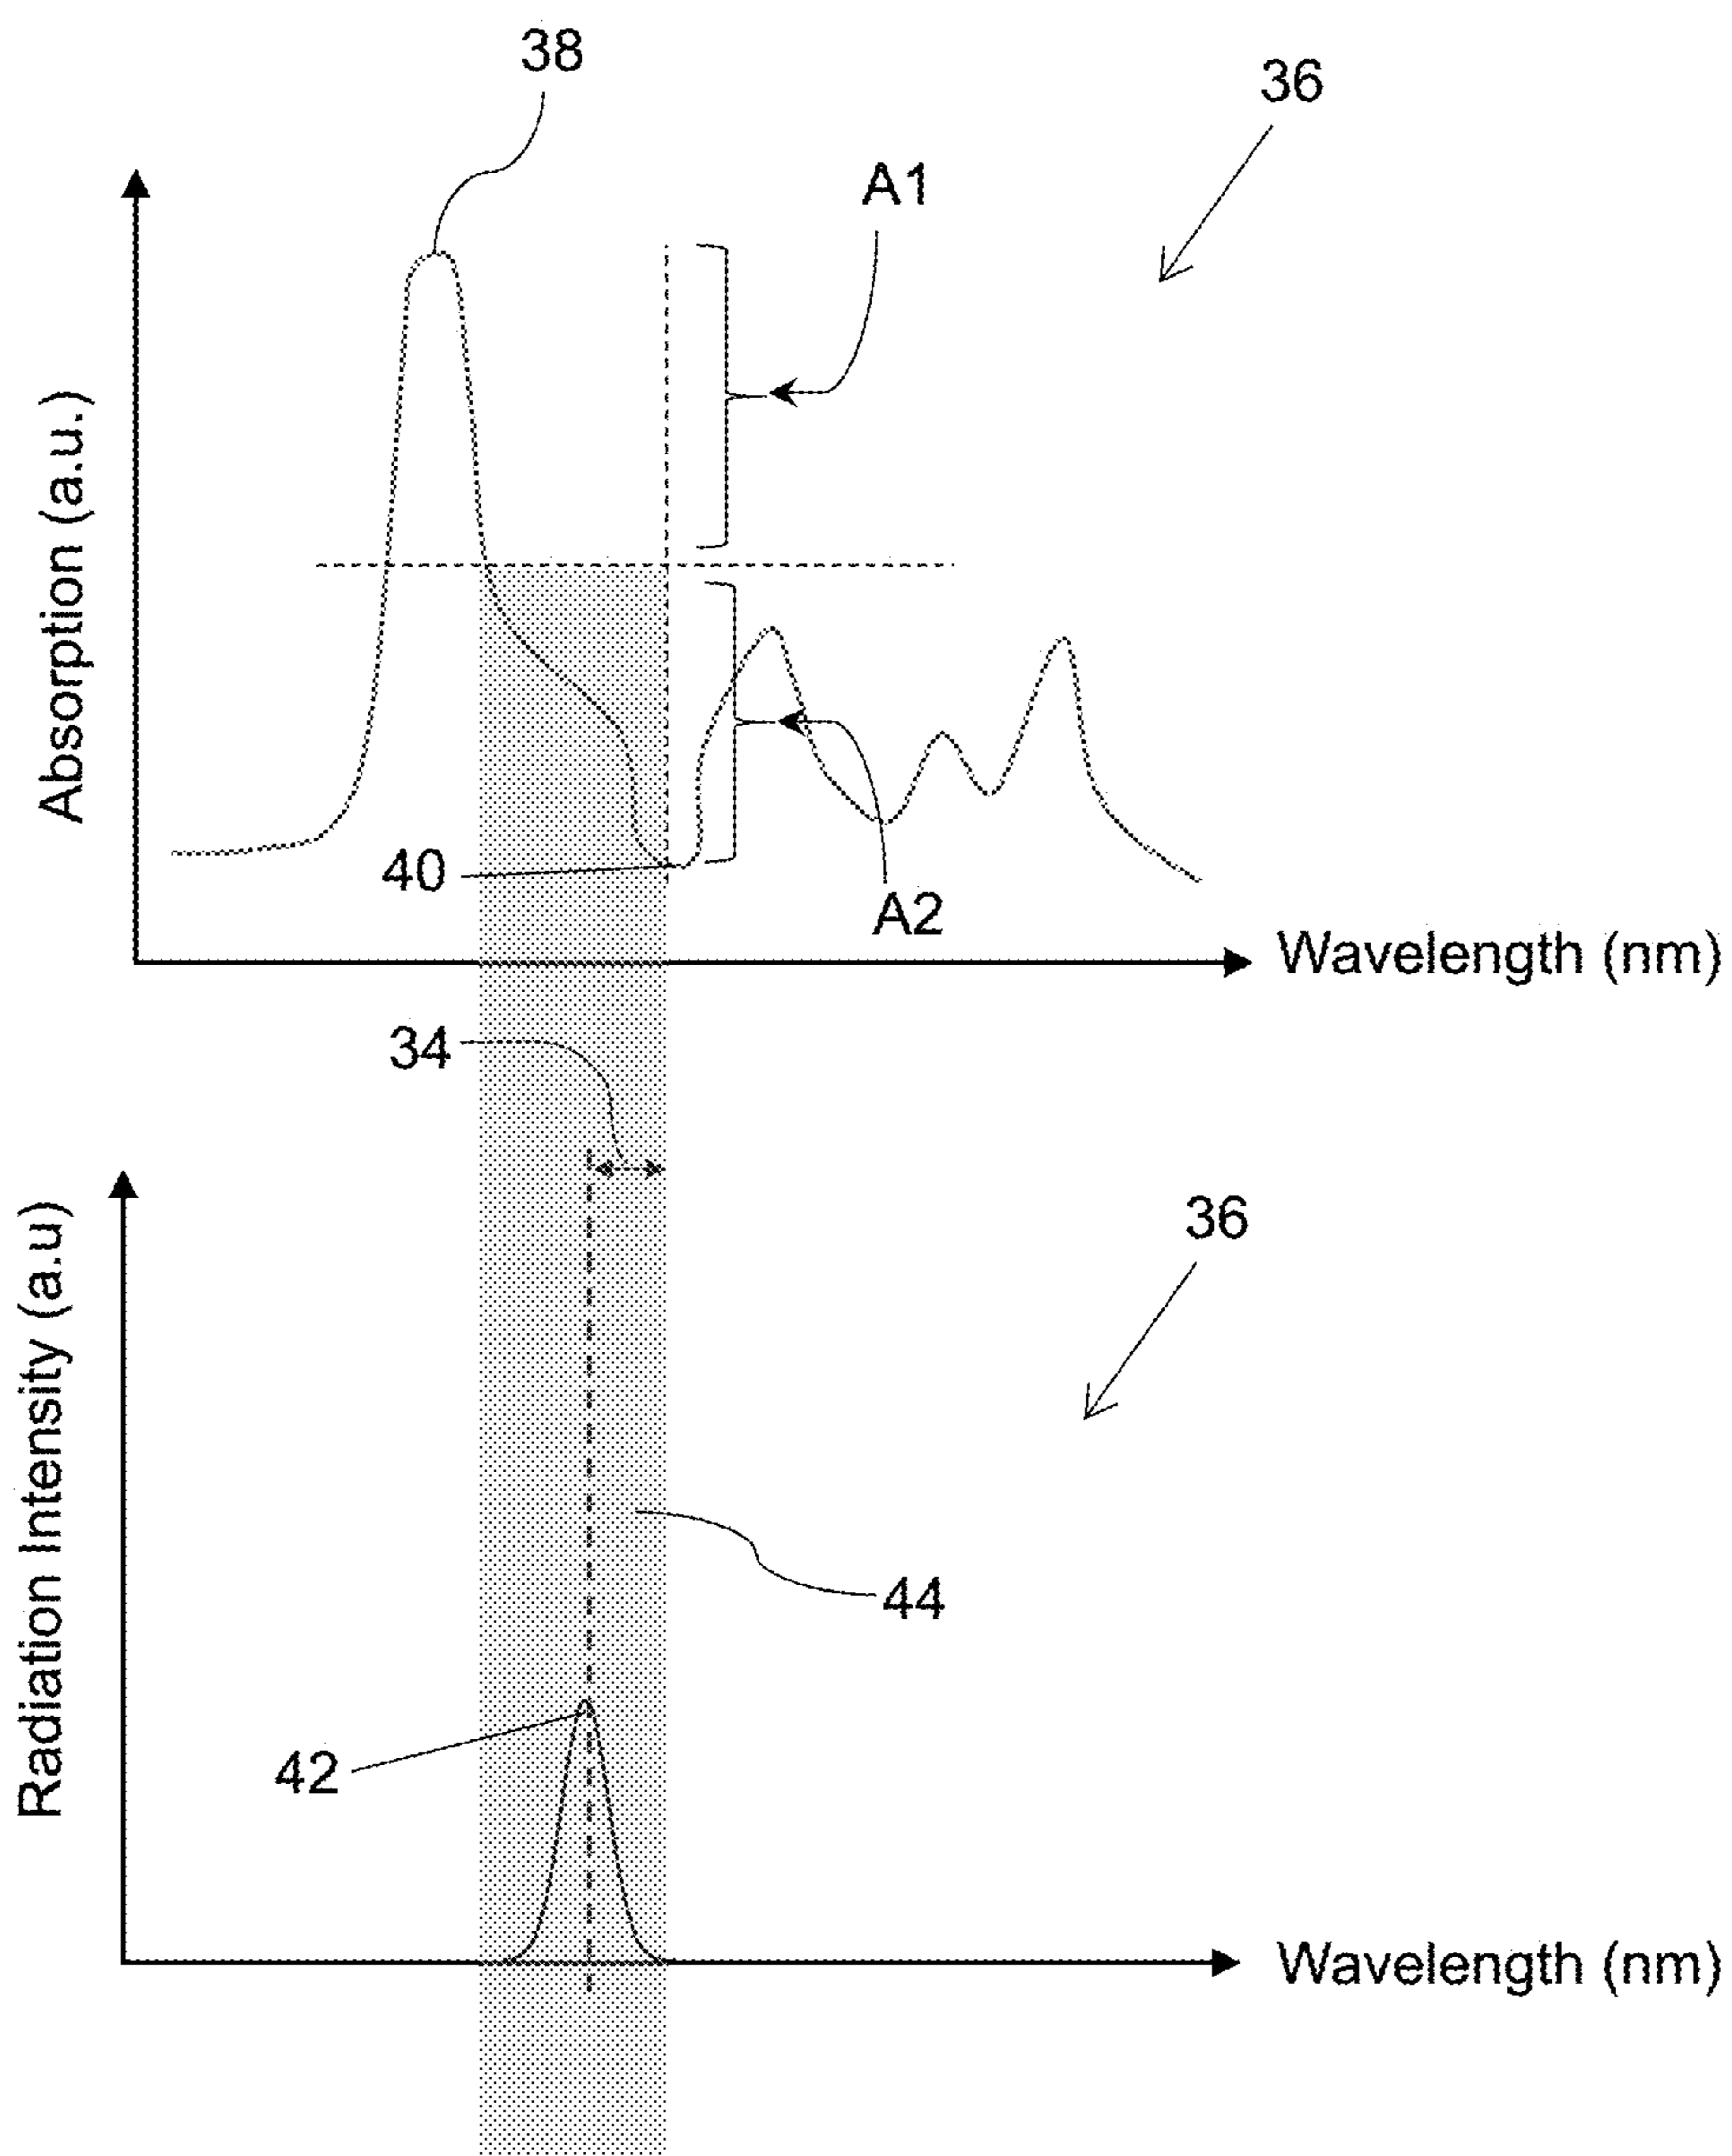 38
36
A1
Absorption (a.u.)
40
A2
Wavelength (nm)
34
36
Radiation Intensity (a.u)
44
42
Wavelength (nm)